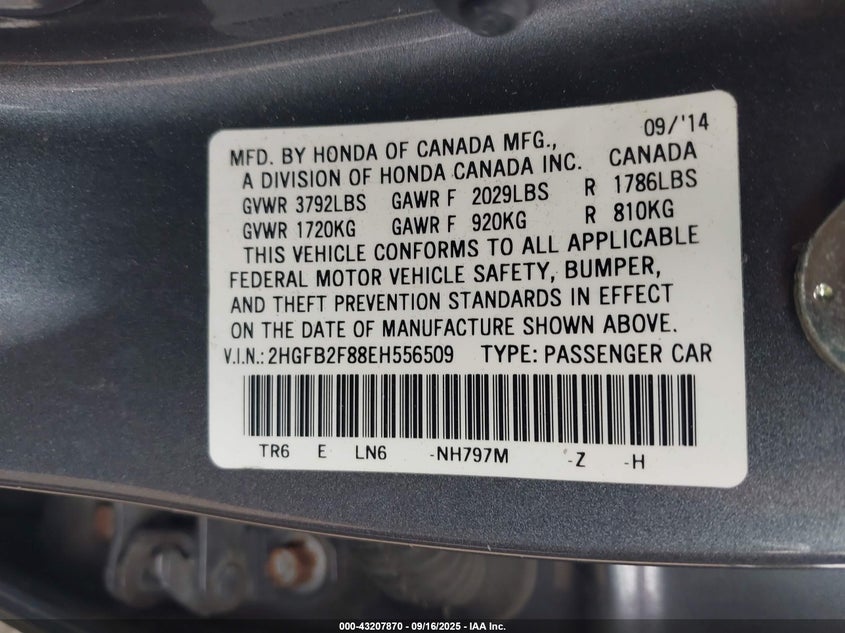 09/'14
MFD. BY HONDA OF CANADA MFG.,
A DIVISION OF HONDA CANADA INC. CANADA
GVWR 3792LBS GAWR F 2029LBS R 1786LBS
GVWR 1720KG GAWR F 920KG R 810KG
THIS VEHICLE CONFORMS TO ALL APPLICABLE
FEDERAL MOTOR VEHICLE SAFETY, BUMPER,
AND THEFT PREVENTION STANDARDS IN EFFECT
ON THE DATE OF MANUFACTURE SHOWN ABOVE.
V.I.N.: 2HGFB2F88EH556509 TYPE: PASSENGER CAR
TR6 E LN6 -NH797M -Z -H
000-43207870 - 09/16/2025 - IAA Inc.